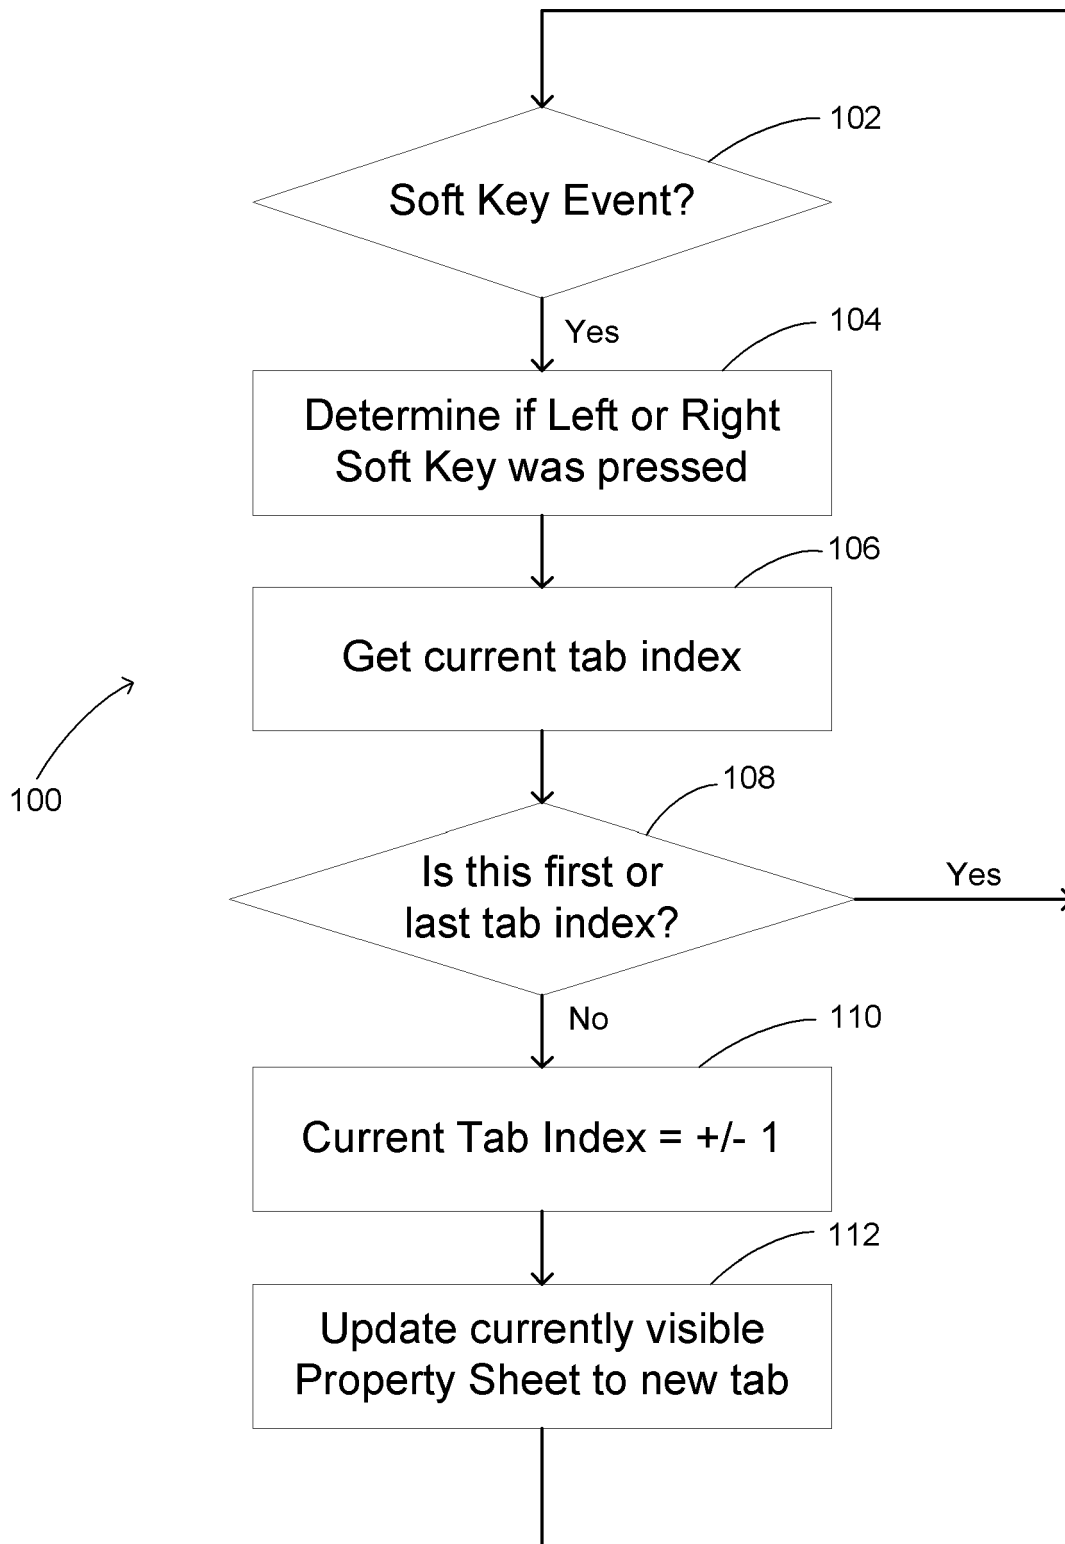 102
Soft Key Event?
Yes
104
Determine if Left or Right
Soft Key was pressed
106
Get current tab index
100
108
Is this first or
last tab index?
Yes
No
110
Current Tab Index = +/- 1
112
Update currently visible
Property Sheet to new tab